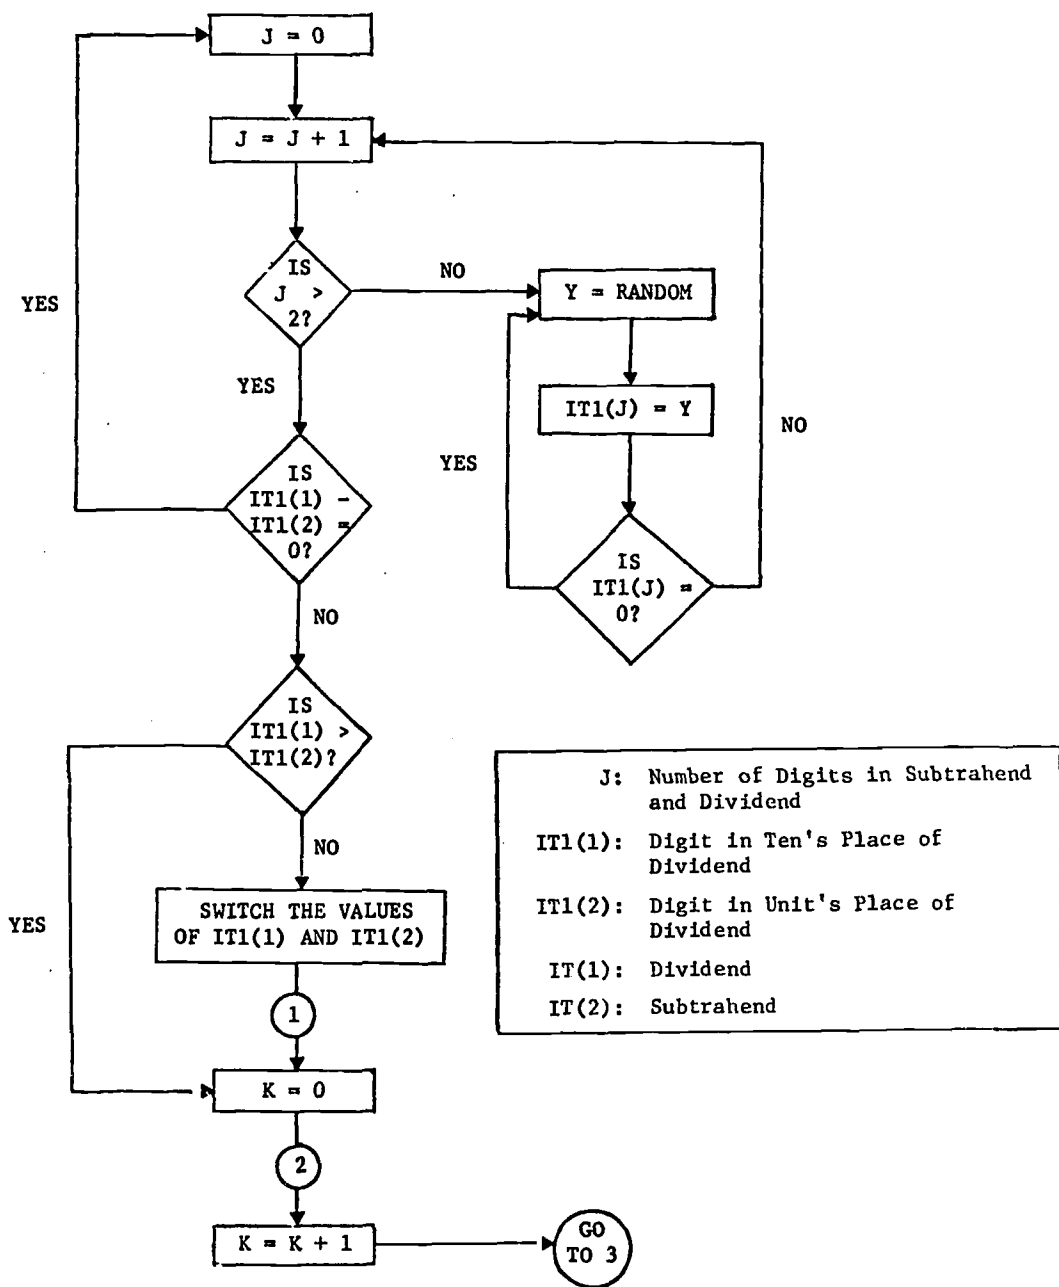 J = 0
J = J + 1
IS
J >
2?
NO
Y = RANDOM
YES
YES
IT1(J) = Y
NO
YES
IS
IT1(1) -
IT1(2) =
0?
IS
IT1(J) =
0?
NO
IS
IT1(1) >
IT1(2)?
NO
YES
SWITCH THE VALUES
OF IT1(1) AND IT1(2)
1
K = 0
2
K = K + 1
GO
TO 3
J: Number of Digits in Subtrahend
and Dividend
IT1(1): Digit in Ten's Place of
Dividend
IT1(2): Digit in Unit's Place of
Dividend
IT(1): Dividend
IT(2): Subtrahend